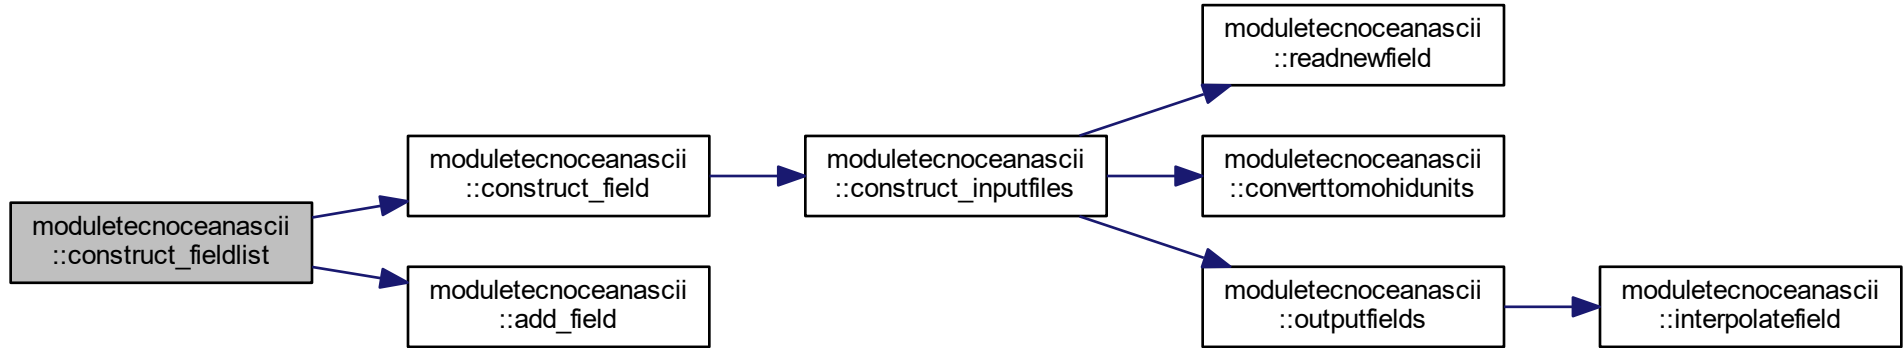 moduletecnoceanascii
::construct_fieldlist
moduletecnoceanascii
::construct_field
moduletecnoceanascii
::add_field
moduletecnoceanascii
::construct_inputfiles
moduletecnoceanascii
::readnewfield
moduletecnoceanascii
::converttomohidunits
moduletecnoceanascii
::outputfields
moduletecnoceanascii
::interpolatefield